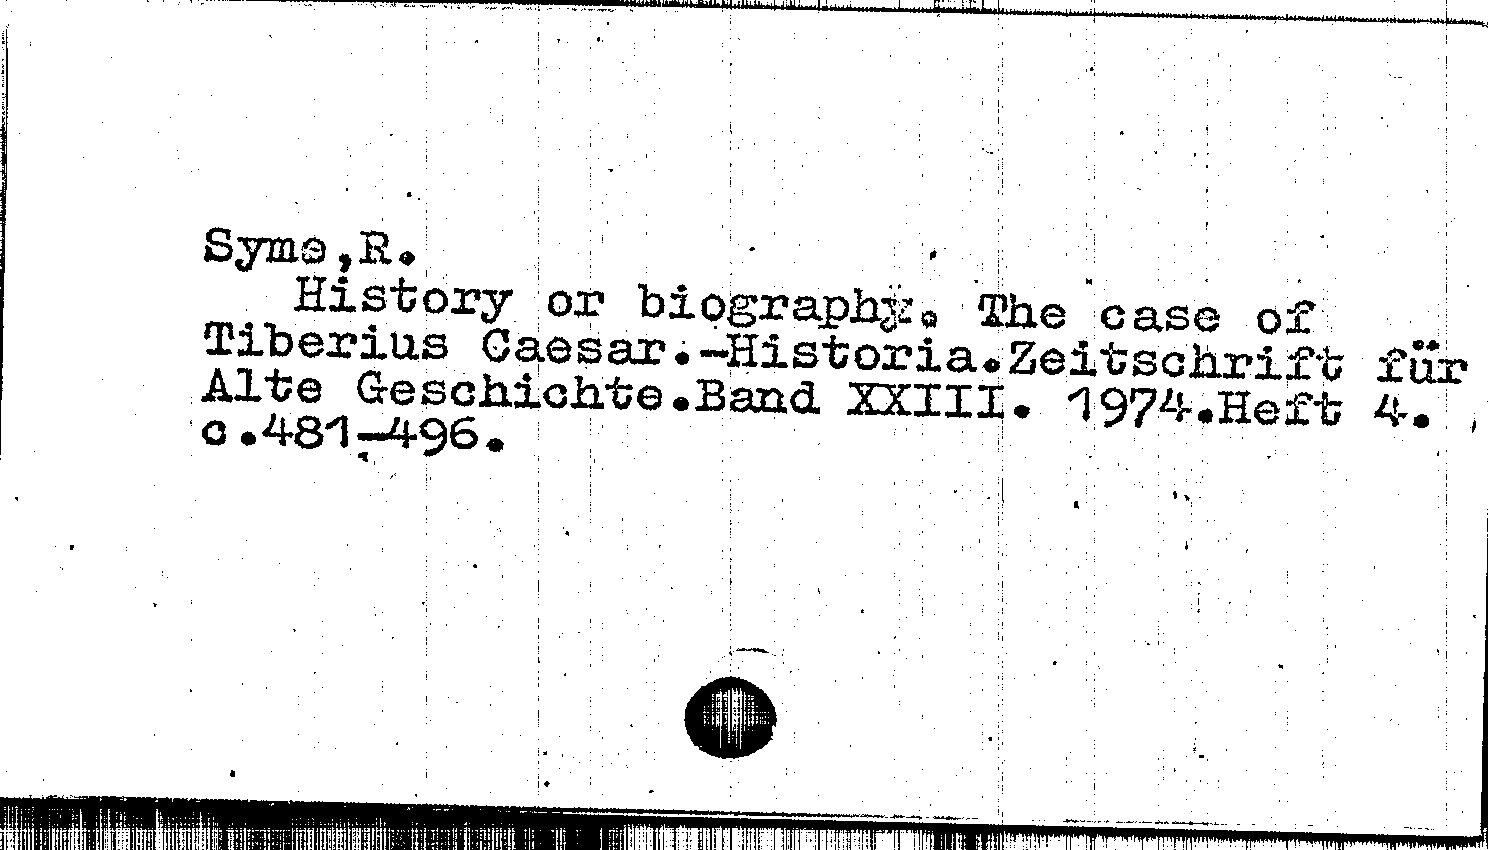 Syme,R.
History or biography. The case of
Tiberius Caesar.-Historia.Zeitschrift für
Alte Geschichte.Band XXIII. 1974.Heft 4.
c.481-496.